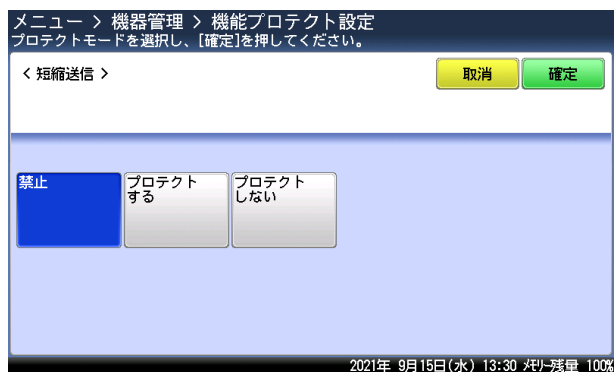 メニュー > 機器管理 > 機能プロテクト設定
プロテクトモードを選択し、[確定]を押してください。
< 短縮送信 >
取消
確定
禁止
プロテクト
する
プロテクト
しない
2021年 9月15日(水) 13:30 ﾒﾓﾘｰ残量 100%